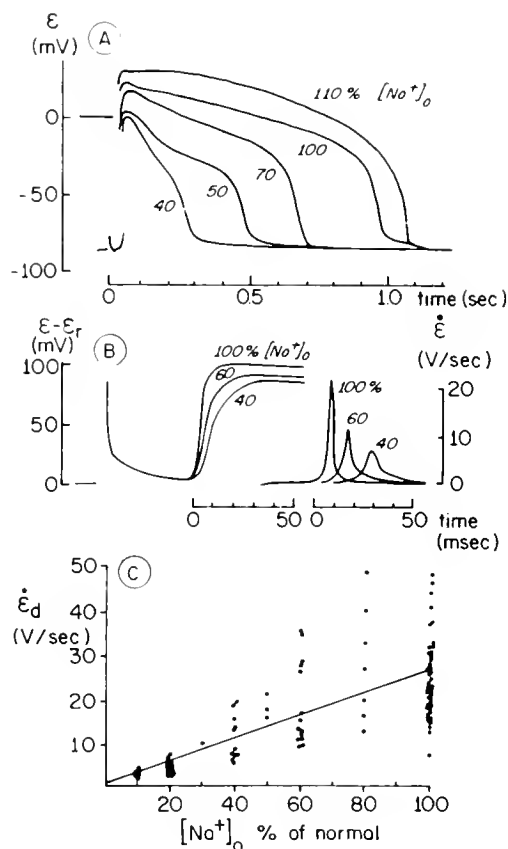 ε (mV)
A
0
-50
-100
110 % [Na+]o
100
70
50
40
0
0.5
1.0
time (sec)
ε-εr (mV)
B
100
50
0
100% [Na+]o
60
40
0
50
ε̇ (V/sec)
100%
60
40
20
10
0
0
50
time (msec)
C
ε̇d (V/sec)
50
40
30
20
10
20
40
60
80
100
[Na+]o % of normal